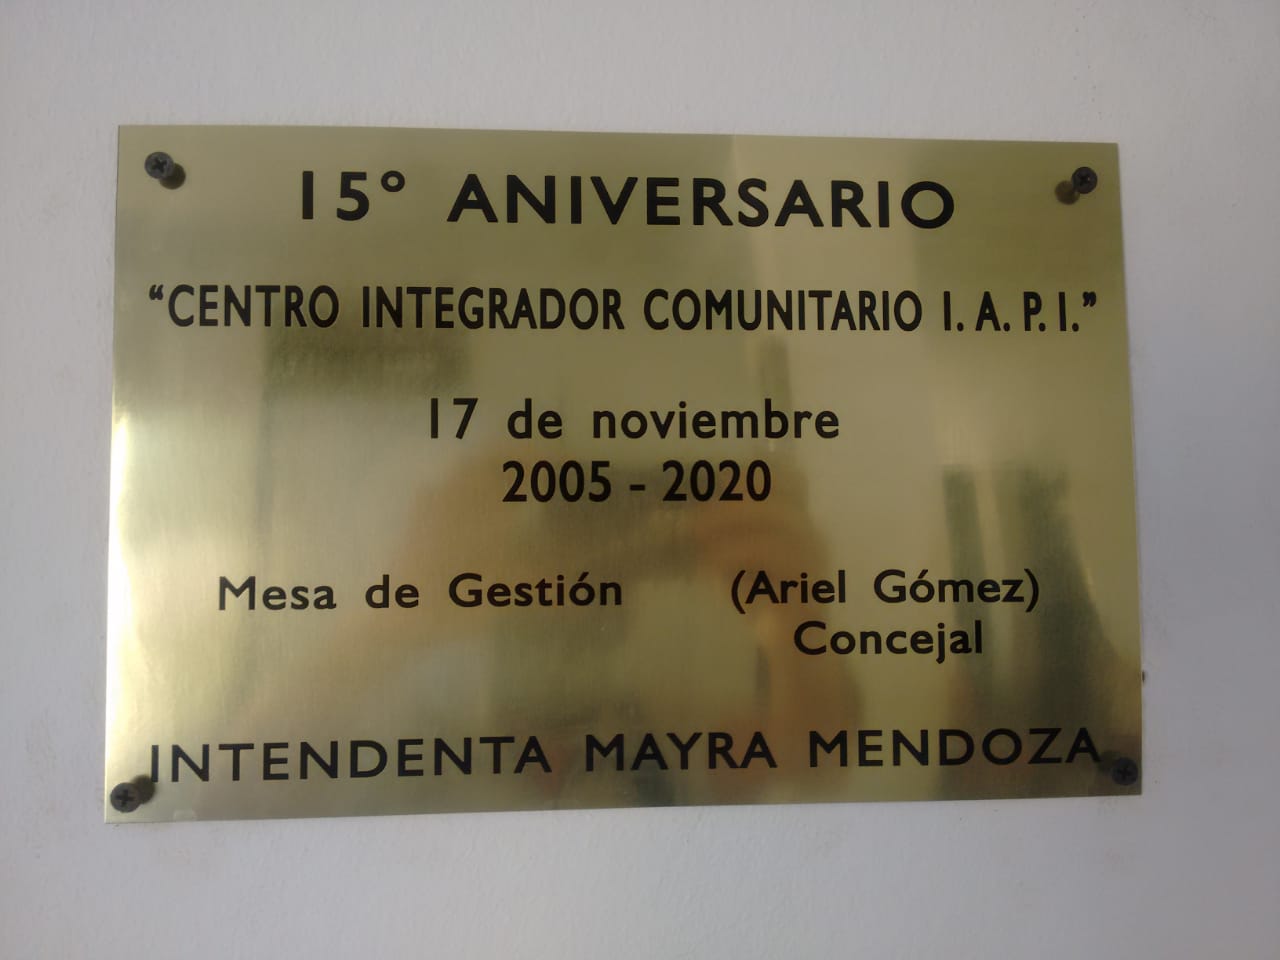 15° ANIVERSARIO
“CENTRO INTEGRADOR COMUNITARIO I. A. P. I.”
17 de noviembre
2005 - 2020
Mesa de Gestión (Ariel Gómez)
Concejal
INTENDENTA MAYRA MENDOZA